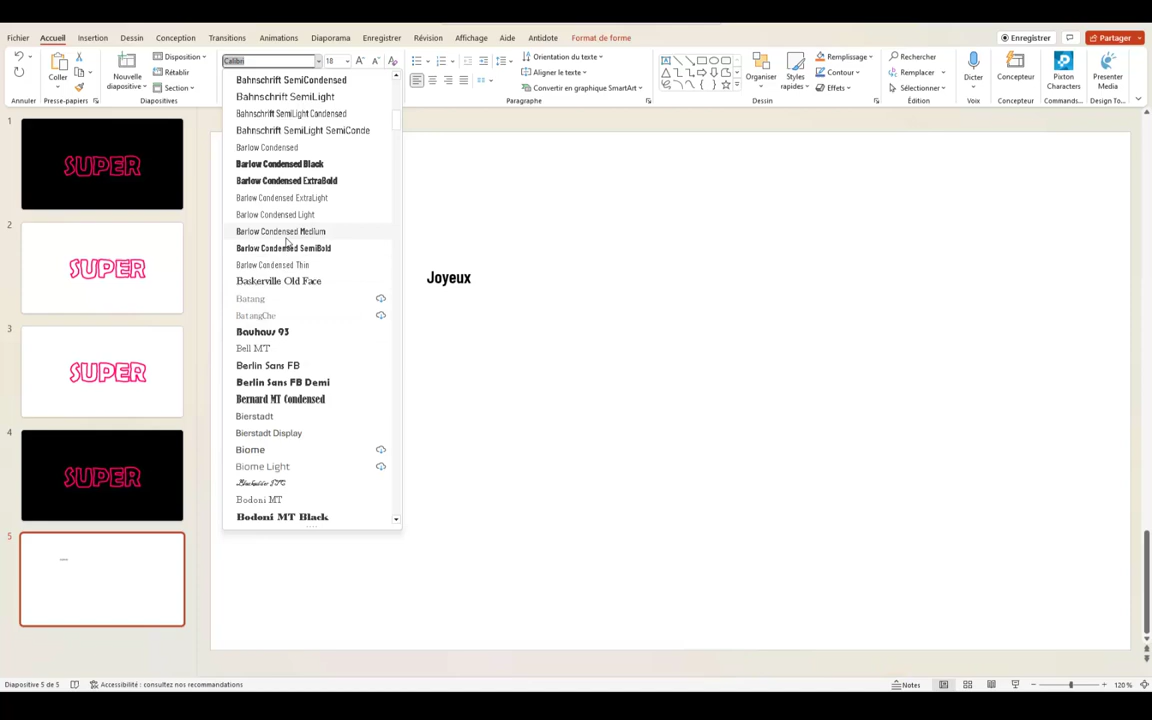 Fichier Accueil Insertion Dessin Conception Transitions Animations Diaporama Enregistrer Révision Affichage Aide Antidote Format de forme Enregistrer Partager
Coller
Nouvelle
diapositive
Disposition
Rétablir
Section
Calibri
18
Orientation du texte
Aligner le texte
Convertir en graphique SmartArt
Organiser
Styles
rapides
Remplissage
Contour
Effets
Rechercher
Remplacer
Sélectionner
Dicter
Concepteur
Pixton
Characters
Presenter
Media
Annuler Presse-papiers Diapositives Paragraphe Dessin Édition Voix Concepteur Commands... Design To...
Bahnschrift SemiCondensed
Bahnschrift SemiLight
Bahnschrift SemiLight Condensed
Bahnschrift SemiLight SemiConde
Barlow Condensed
Barlow Condensed Black
Barlow Condensed ExtraBold
Barlow Condensed ExtraLight
Barlow Condensed Light
Barlow Condensed Medium
Barlow Condensed SemiBold
Barlow Condensed Thin
Baskerville Old Face
Batang
BatangChe
Bauhaus 93
Bell MT
Berlin Sans FB
Berlin Sans FB Demi
Bernard MT Condensed
Bierstadt
Bierstadt Display
Biome
Biome Light
Blackadder ITC
Bodoni MT
Bodoni MT Black
1
SUPER
2
SUPER
3
SUPER
4
SUPER
5
Joyeux
Diapositive 5 de 5 Accessibilité : consultez nos recommandations Notes 120 %